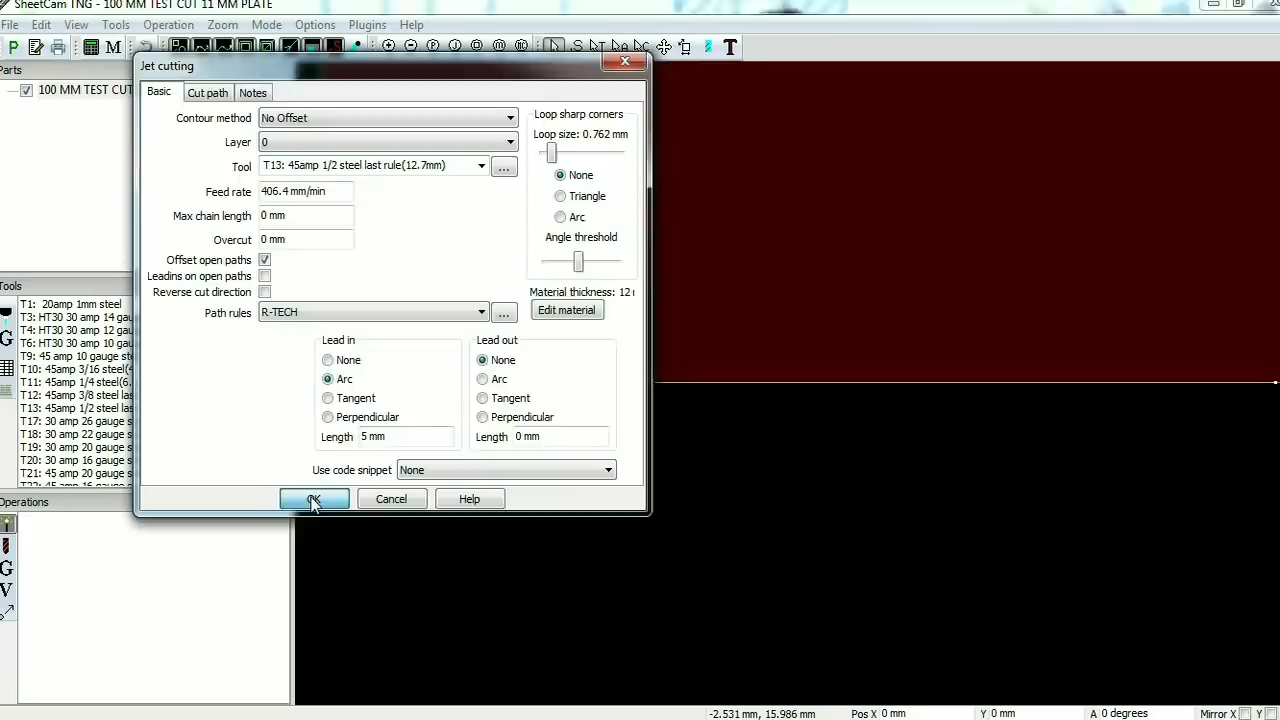 SheetCam TNG - 100 MM TEST CUT 11 MM PLATE
File Edit View Tools Operation Zoom Mode Options Plugins Help
P M T
Parts
100 MM TEST CUT
Jet cutting
Basic Cut path Notes
Contour method No Offset
Layer 0
Tool T13: 45amp 1/2 steel last rule(12.7mm) ...
Feed rate 406.4 mm/min
Max chain length 0 mm
Overcut 0 mm
Offset open paths
Leadins on open paths
Reverse cut direction
Path rules R-TECH ...
Loop sharp corners
Loop size: 0.762 mm
None
Triangle
Arc
Angle threshold
Material thickness: 12
Edit material
Lead in
None
Arc
Tangent
Perpendicular
Length 5 mm
Lead out
None
Arc
Tangent
Perpendicular
Length 0 mm
Use code snippet None
OK Cancel Help
Tools
T1: 20amp 1mm steel
T3: HT30 30 amp 14 gau
T4: HT30 30 amp 12 gau
T6: HT30 30 amp 10 gau
T9: 45 amp 10 gauge st
T10: 45amp 3/16 steel(4
T11: 45amp 1/4 steel(6.
T12: 45amp 3/8 steel las
T13: 45amp 1/2 steel las
T17: 30 amp 26 gauge s
T18: 30 amp 22 gauge s
T19: 30 amp 20 gauge s
T20: 30 amp 16 gauge s
T21: 45 amp 20 gauge s
T22: 45 amp 16 gauge s
Operations
G
V
-2.531 mm, 15.986 mm Pos X 0 mm Y 0 mm A 0 degrees Mirror X Y